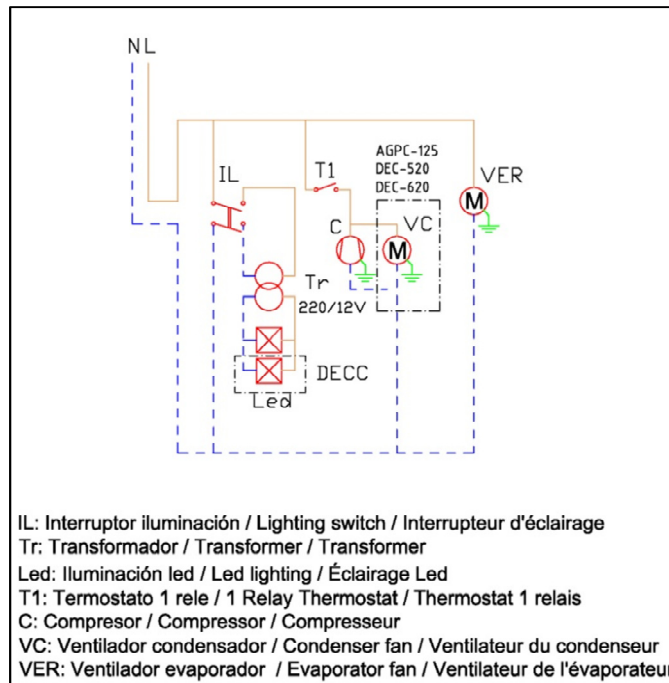 N L
AGPC-125
DEC-520
DEC-620
IL
T1
VER
M
C
VC
M
Tr
220/12V
DECC
Led
IL: Interruptor iluminación / Lighting switch / Interrupteur d'éclairage
Tr: Transformador / Transformer / Transformer
Led: Iluminación led / Led lighting / Éclairage Led
T1: Termostato 1 rele / 1 Relay Thermostat / Thermostat 1 relais
C: Compresor / Compressor / Compresseur
VC: Ventilador condensador / Condenser fan / Ventilateur du condenseur
VER: Ventilador evaporador / Evaporator fan / Ventilateur de l'évaporateur